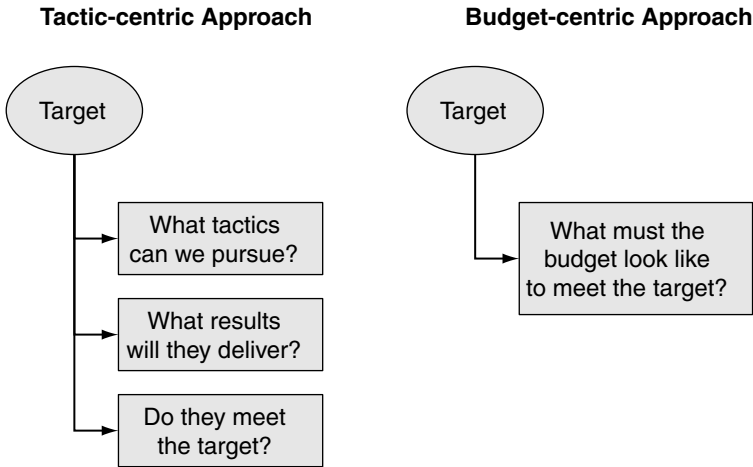 Tactic-centric Approach
Target
What tactics
can we pursue?
What results
will they deliver?
Do they meet
the target?
Budget-centric Approach
Target
What must the
budget look like
to meet the target?